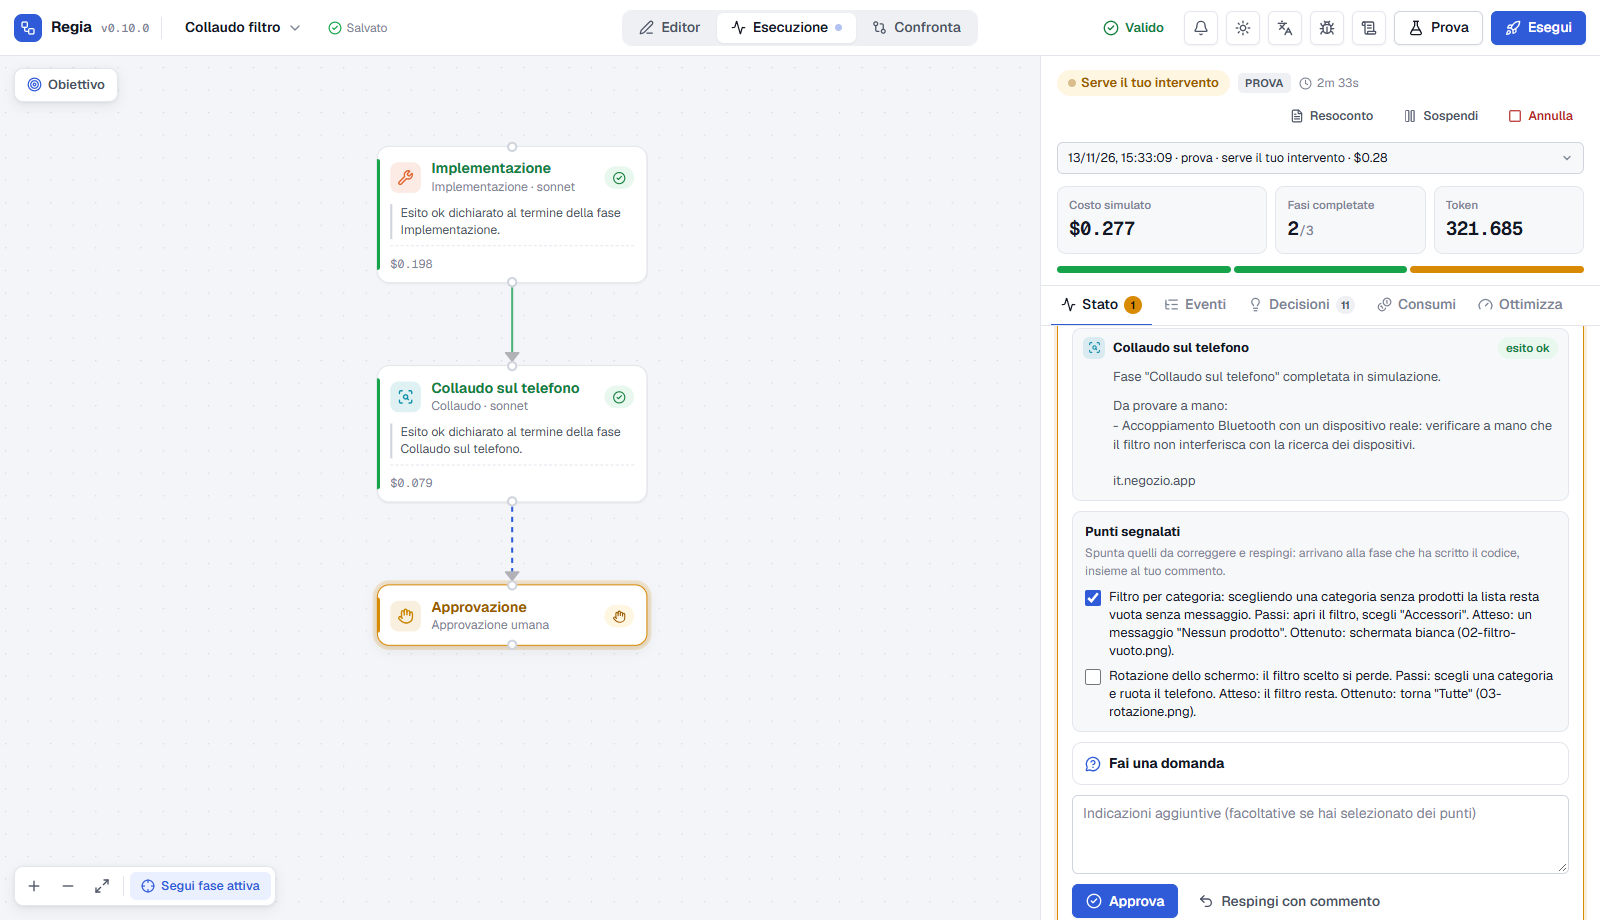 Regia v0.10.0 Collaudo filtro Salvato Editor Esecuzione Confronta Valido Prova Esegui
Obiettivo
Implementazione
Implementazione · sonnet
Esito ok dichiarato al termine della fase
Implementazione.
$0.198
Collaudo sul telefono
Collaudo · sonnet
Esito ok dichiarato al termine della fase
Collaudo sul telefono.
$0.079
Approvazione
Approvazione umana
Segui fase attiva
Serve il tuo intervento PROVA 2m 33s
Resoconto Sospendi Annulla
13/11/26, 15:33:09 · prova · serve il tuo intervento · $0.28
Costo simulato Fasi completate Token
$0.277 2/3 321.685
Stato 1 Eventi Decisioni 11 Consumi Ottimizza
Collaudo sul telefono esito ok
Fase "Collaudo sul telefono" completata in simulazione.
Da provare a mano:
- Accoppiamento Bluetooth con un dispositivo reale: verificare a mano che
il filtro non interferisca con la ricerca dei dispositivi.
it.negozio.app
Punti segnalati
Spunta quelli da correggere e respingi: arrivano alla fase che ha scritto il codice,
insieme al tuo commento.
Filtro per categoria: scegliendo una categoria senza prodotti la lista resta
vuota senza messaggio. Passi: apri il filtro, scegli "Accessori". Atteso: un
messaggio "Nessun prodotto". Ottenuto: schermata bianca (02-filtro-
vuoto.png).
Rotazione dello schermo: il filtro scelto si perde. Passi: scegli una categoria
e ruota il telefono. Atteso: il filtro resta. Ottenuto: torna "Tutte" (03-
rotazione.png).
Fai una domanda
Indicazioni aggiuntive (facoltative se hai selezionato dei punti)
Approva Respingi con commento